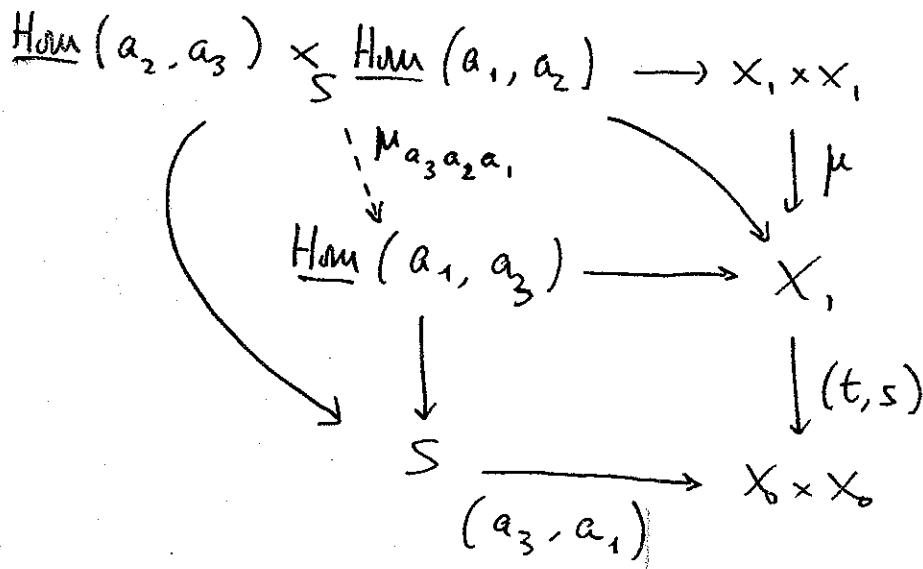 Hom (a₂, a₃) ×_S Hom (a₁, a₂) ⟶ X₁ × X₁
μ_{a₃a₂a₁} μ
Hom (a₁, a₃) ⟶ X₁
(t, s)
S ⟶ X₀ × X₀
(a₃, a₁)